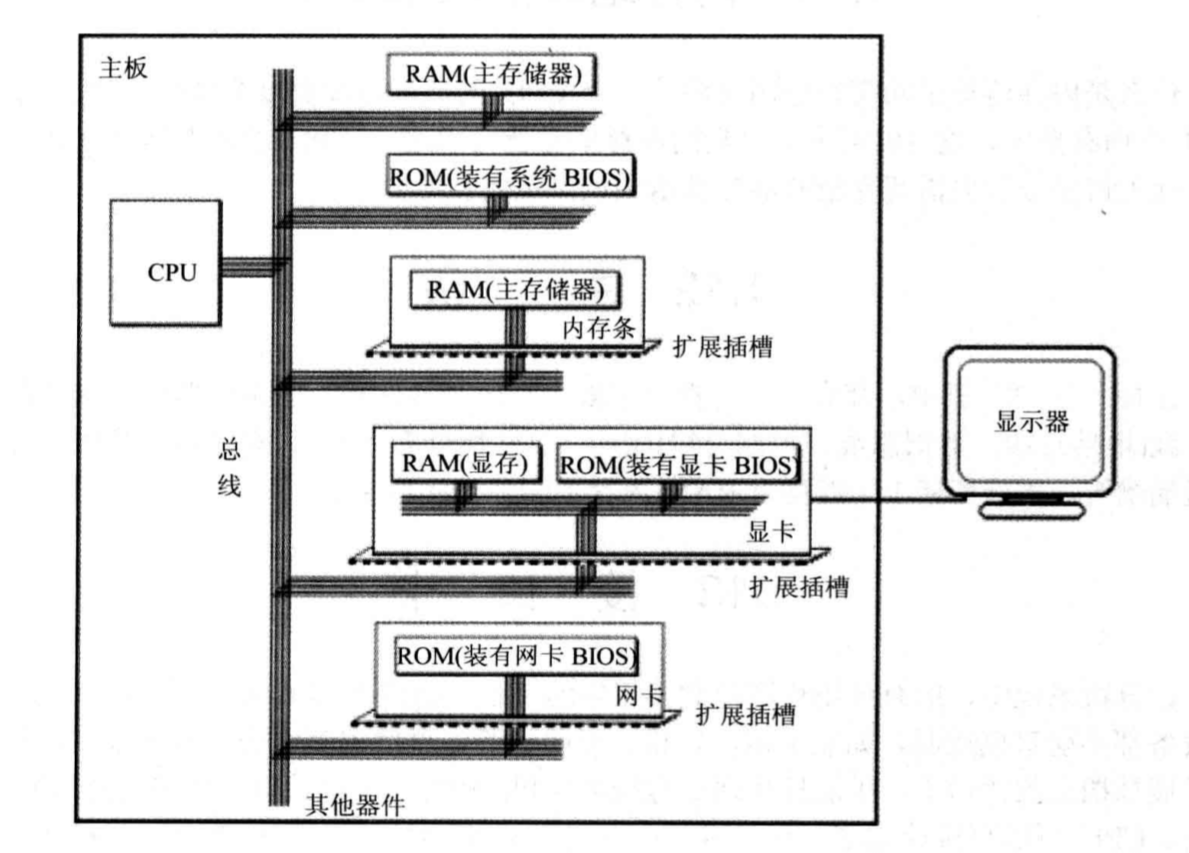 主板
RAM(主存储器)
ROM(装有系统 BIOS)
CPU
RAM(主存储器)
内存条
扩展插槽
显示器
总
线
RAM(显存)
ROM(装有显卡 BIOS)
显卡
扩展插槽
ROM(装有网卡 BIOS)
网卡
扩展插槽
其他器件